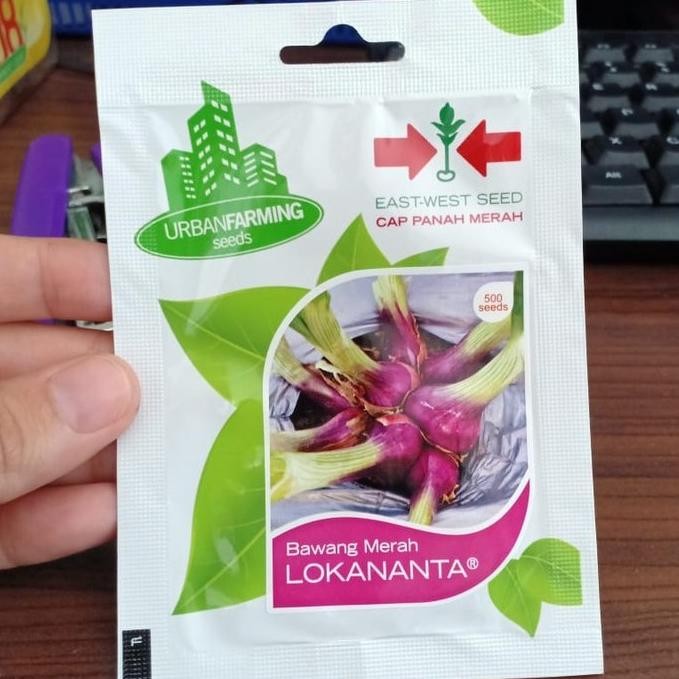 URBANFARMING
seeds
EAST-WEST SEED
CAP PANAH MERAH
500
seeds
Bawang Merah
LOKANANTA®